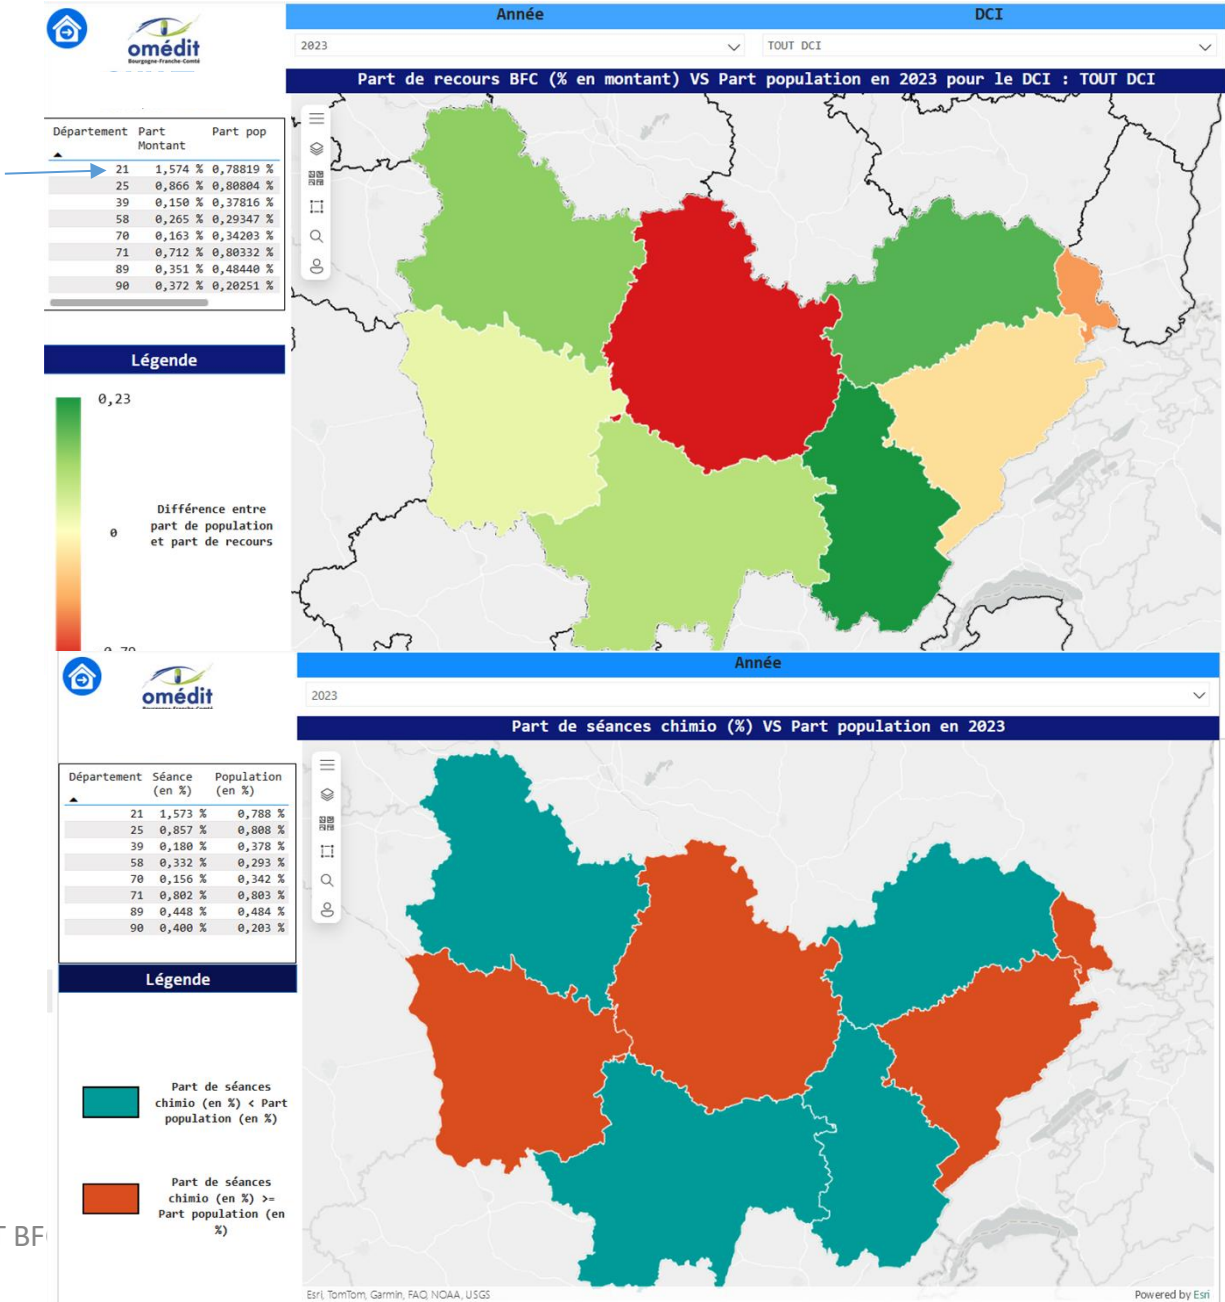 Année
DCI
omédit
Bourgogne-Franche-Comté
2023
TOUT DCI
Part de recours BFC (% en montant) VS Part population en 2023 pour le DCI : TOUT DCI
Département Part Montant Part pop
21 1,574 % 0,78819 %
25 0,866 % 0,80804 %
39 0,150 % 0,37816 %
58 0,265 % 0,29347 %
70 0,163 % 0,34203 %
71 0,712 % 0,80332 %
89 0,351 % 0,48440 %
90 0,372 % 0,20251 %
Légende
0,23
Différence entre
part de population
et part de recours
0
Année
omédit
Bourgogne-Franche-Comté
2023
Part de séances chimio (%) VS Part population en 2023
Département Séance (en %) Population (en %)
21 1,573 % 0,788 %
25 0,857 % 0,808 %
39 0,180 % 0,378 %
58 0,332 % 0,293 %
70 0,156 % 0,342 %
71 0,802 % 0,803 %
89 0,448 % 0,484 %
90 0,400 % 0,203 %
Légende
Part de séances
chimio (en %) < Part
population (en %)
Part de séances
chimio (en %) >=
Part population (en
%)
Esri, TomTom, Garmin, FAO, NOAA, USGS
Powered by Esri